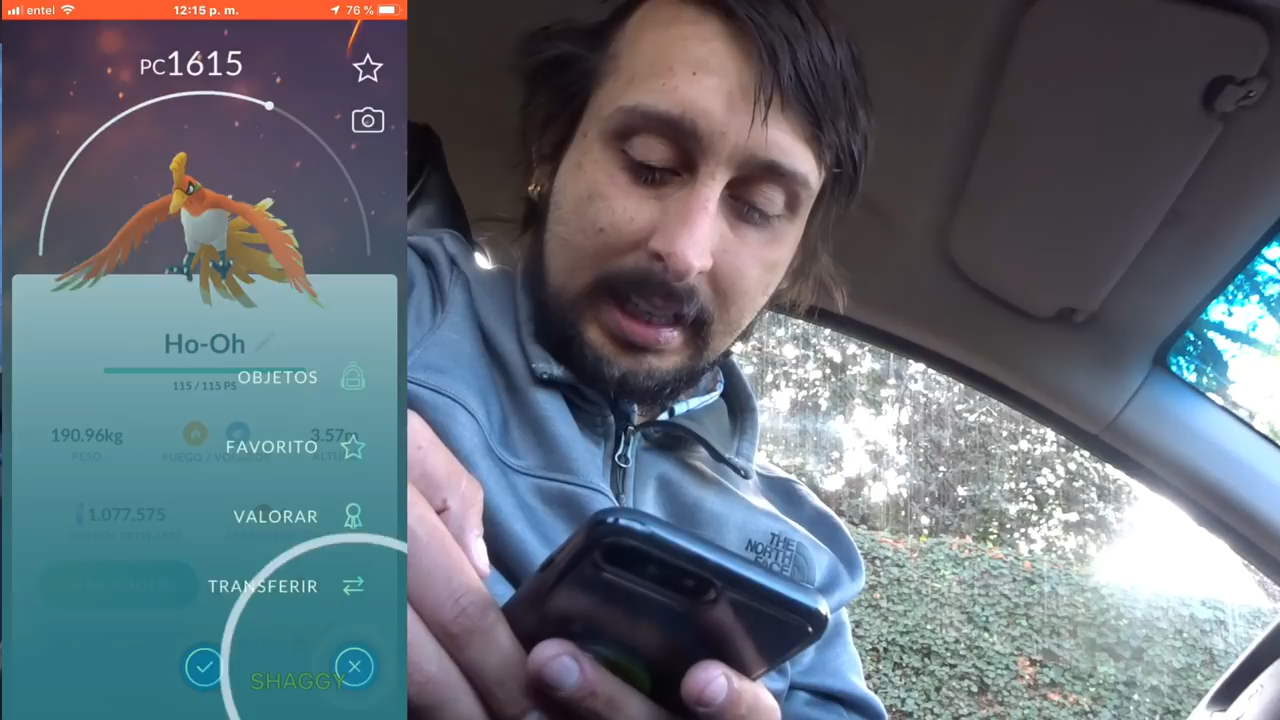 entel 12:15 p. m. 76 %
PC1615
Ho-Oh
115 / 115 PS
OBJETOS
190.96kg 3.57m
PESO FUEGO / VOLADOR
FAVORITO
1.077.575
VALORAR
TRANSFERIR
SHAGGY
THE
NORTH
FACE